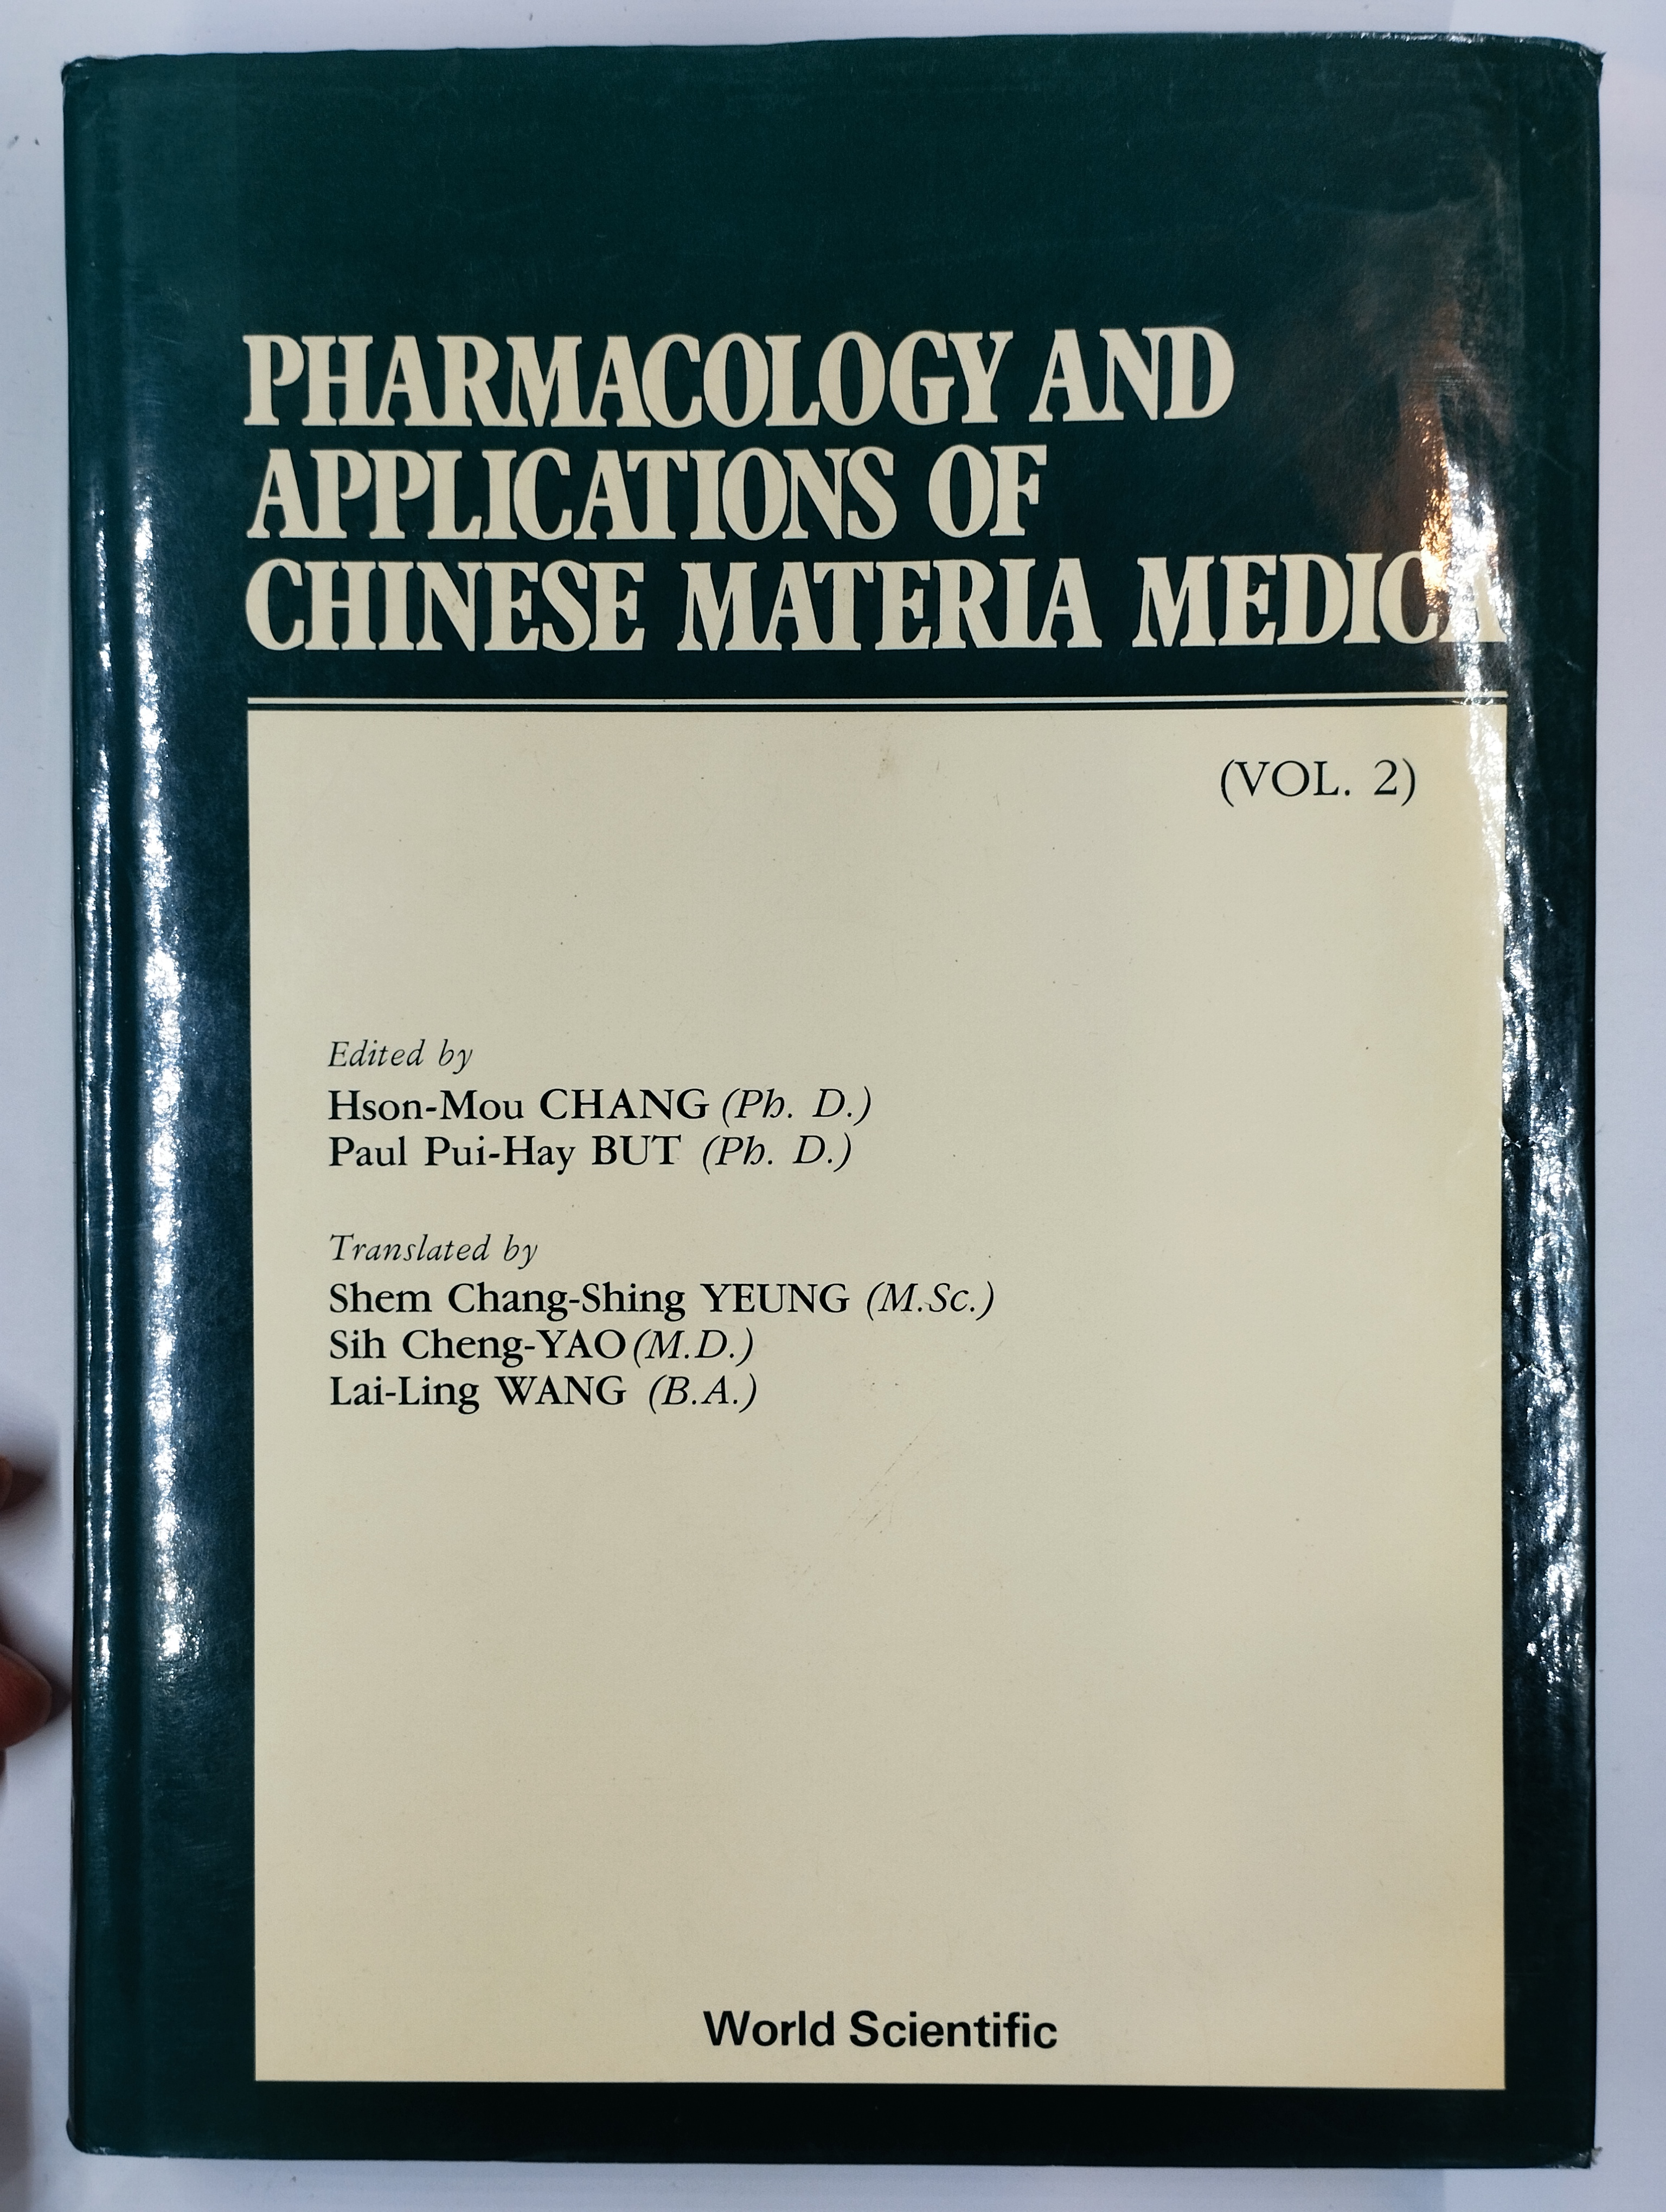 PHARMACOLOGY AND
APPLICATIONS OF
CHINESE MATERIA MEDICA
(VOL. 2)
Edited by
Hson-Mou CHANG (Ph. D.)
Paul Pui-Hay BUT (Ph. D.)
Translated by
Shem Chang-Shing YEUNG (M.Sc.)
Sih Cheng-YAO (M.D.)
Lai-Ling WANG (B.A.)
World Scientific